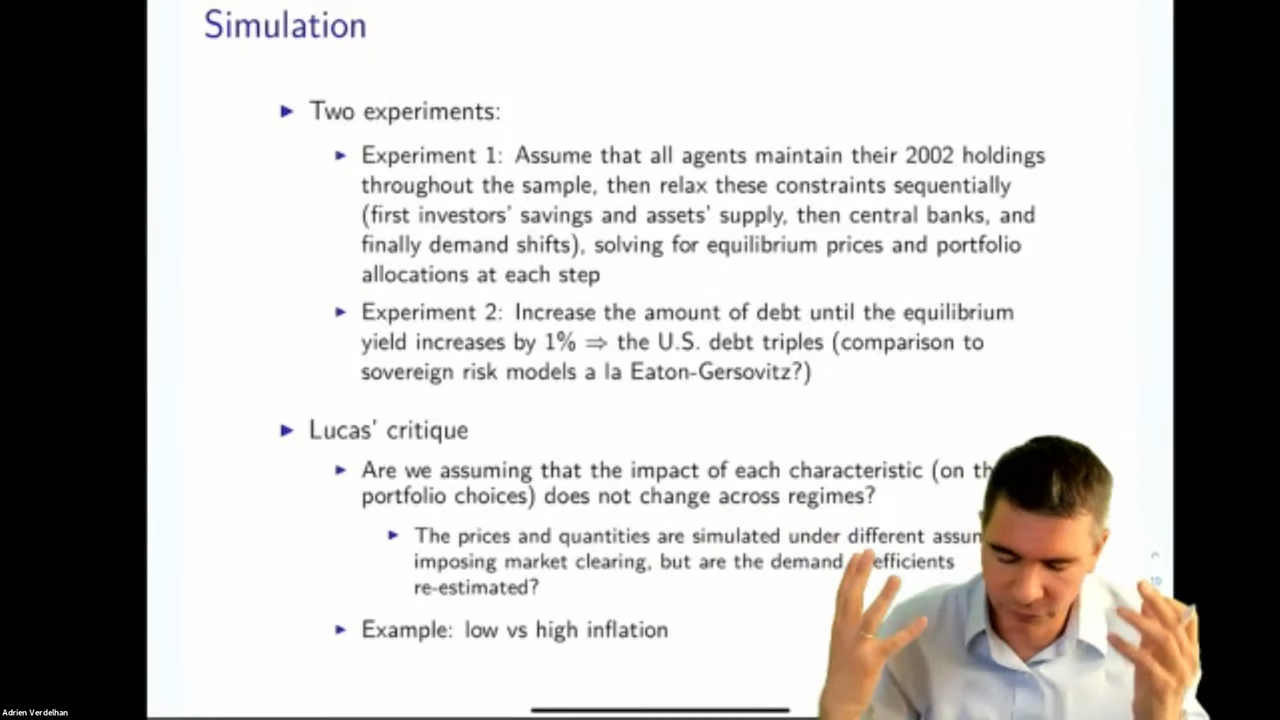 Simulation
Two experiments:
Experiment 1: Assume that all agents maintain their 2002 holdings
throughout the sample, then relax these constraints sequentially
(first investors' savings and assets' supply, then central banks, and
finally demand shifts), solving for equilibrium prices and portfolio
allocations at each step
Experiment 2: Increase the amount of debt until the equilibrium
yield increases by 1% ⇒ the U.S. debt triples (comparison to
sovereign risk models a la Eaton-Gersovitz?)
Lucas' critique
Are we assuming that the impact of each characteristic (on
portfolio choices) does not change across regimes?
The prices and quantities are simulated under different
imposing market clearing, but are the demand
re-estimated?
Example: low vs high inflation
Adrien Verdelhan